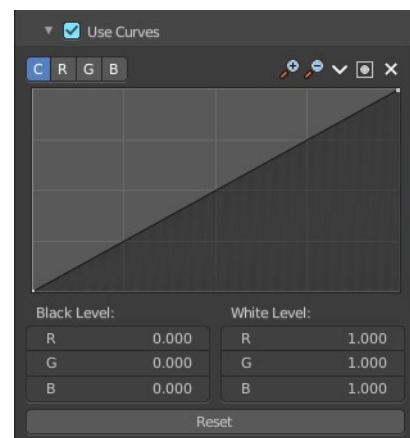 Use Curves
C R G B
Black Level: White Level:
R 0.000 R 1.000
G 0.000 G 1.000
B 0.000 B 1.000
Reset